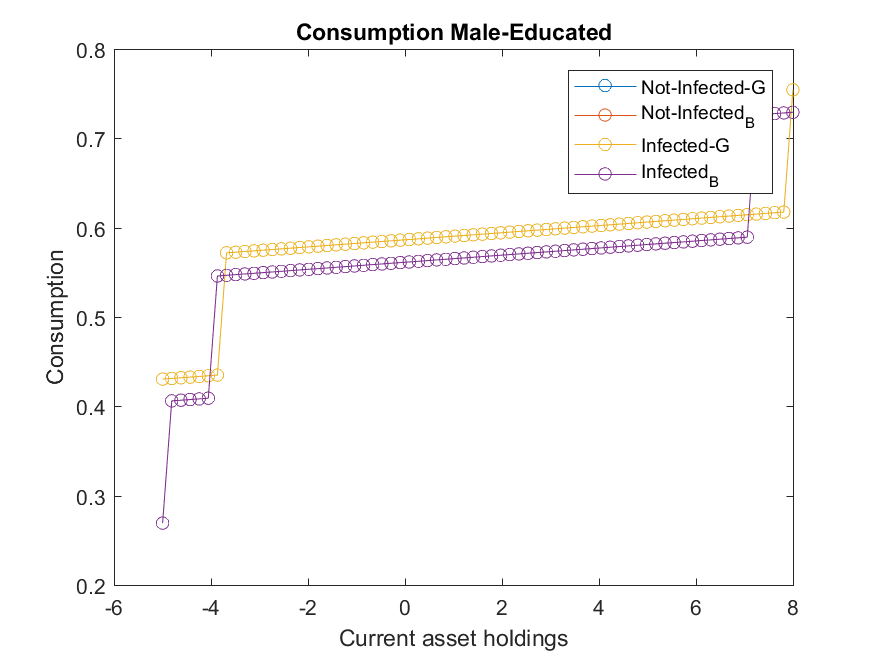 Consumption Male-Educated
0.8
0.7
0.6
0.5
0.4
0.3
0.2
Consumption
Not-Infected-G
Not-Infected_B
Infected-G
Infected_B
-6 -4 -2 0 2 4 6 8
Current asset holdings